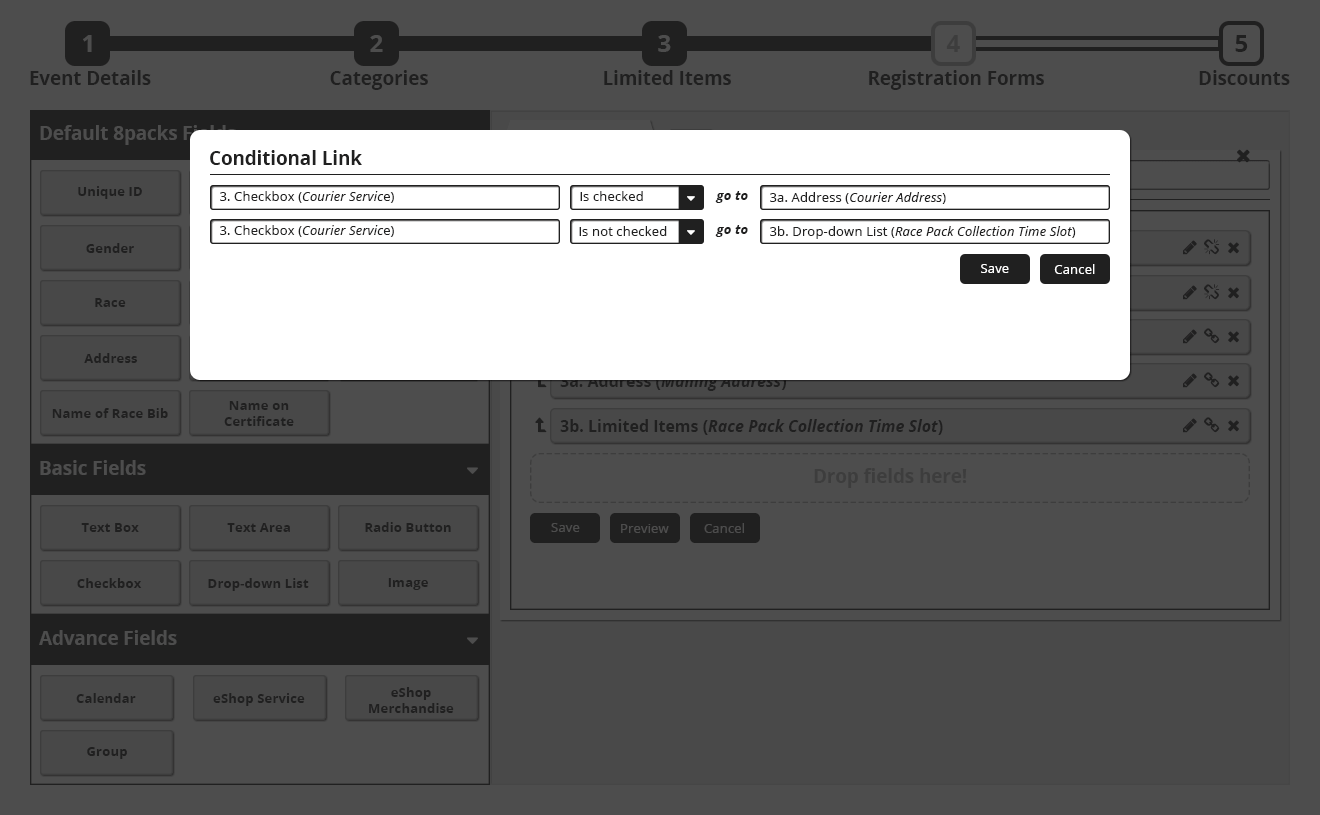 1
2
3
4
5
Event Details
Categories
Limited Items
Registration Forms
Discounts
Default 8packs Fields
Conditional Link
3. Checkbox (Courier Service)
Is checked
go to
3a. Address (Courier Address)
3. Checkbox (Courier Service)
Is not checked
go to
3b. Drop-down List (Race Pack Collection Time Slot)
Save
Cancel
Unique ID
Gender
Race
Address
Name of Race Bib
Name on
Certificate
3a. Address (Mailing Address)
3b. Limited Items (Race Pack Collection Time Slot)
Drop fields here!
Save
Preview
Cancel
Basic Fields
Text Box
Text Area
Radio Button
Checkbox
Drop-down List
Image
Advance Fields
Calendar
eShop Service
eShop
Merchandise
Group